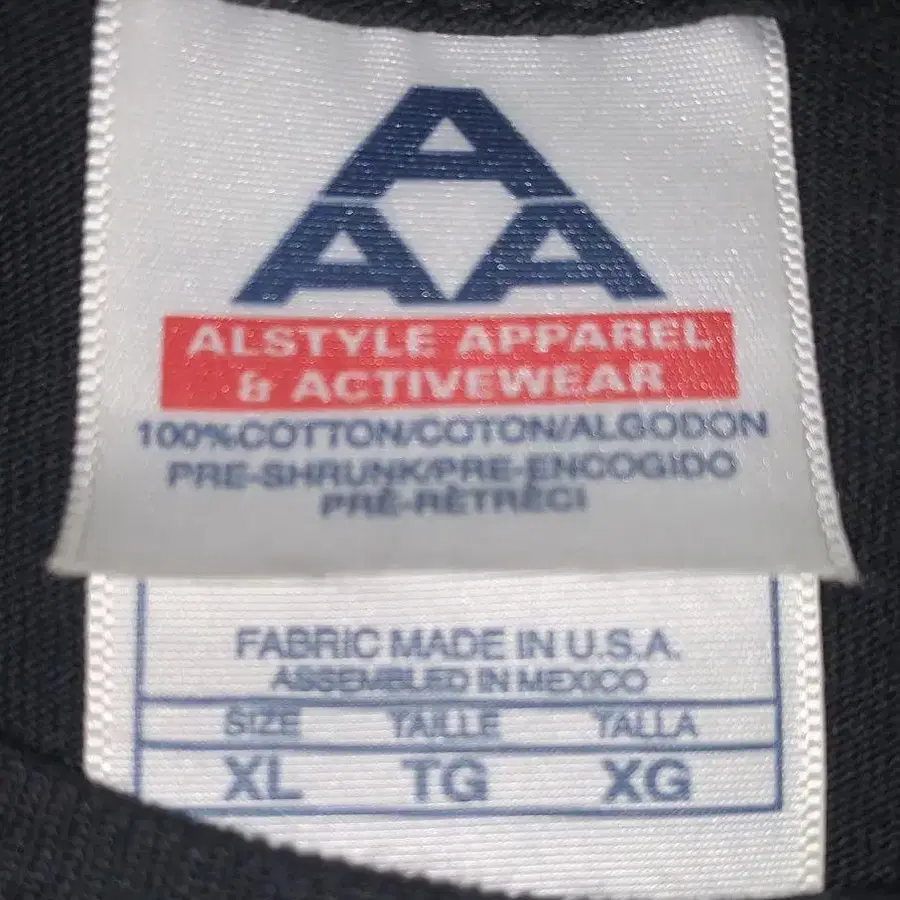 A
A A
ALSTYLE APPAREL
& ACTIVEWEAR
100%COTTON/COTON/ALGODON
PRE-SHRUNK/PRE-ENCOGIDO
PRÉ-RÉTRÉCI
FABRIC MADE IN U.S.A.
ASSEMBLED IN MEXICO
SIZE TAILLE TALLA
XL TG XG